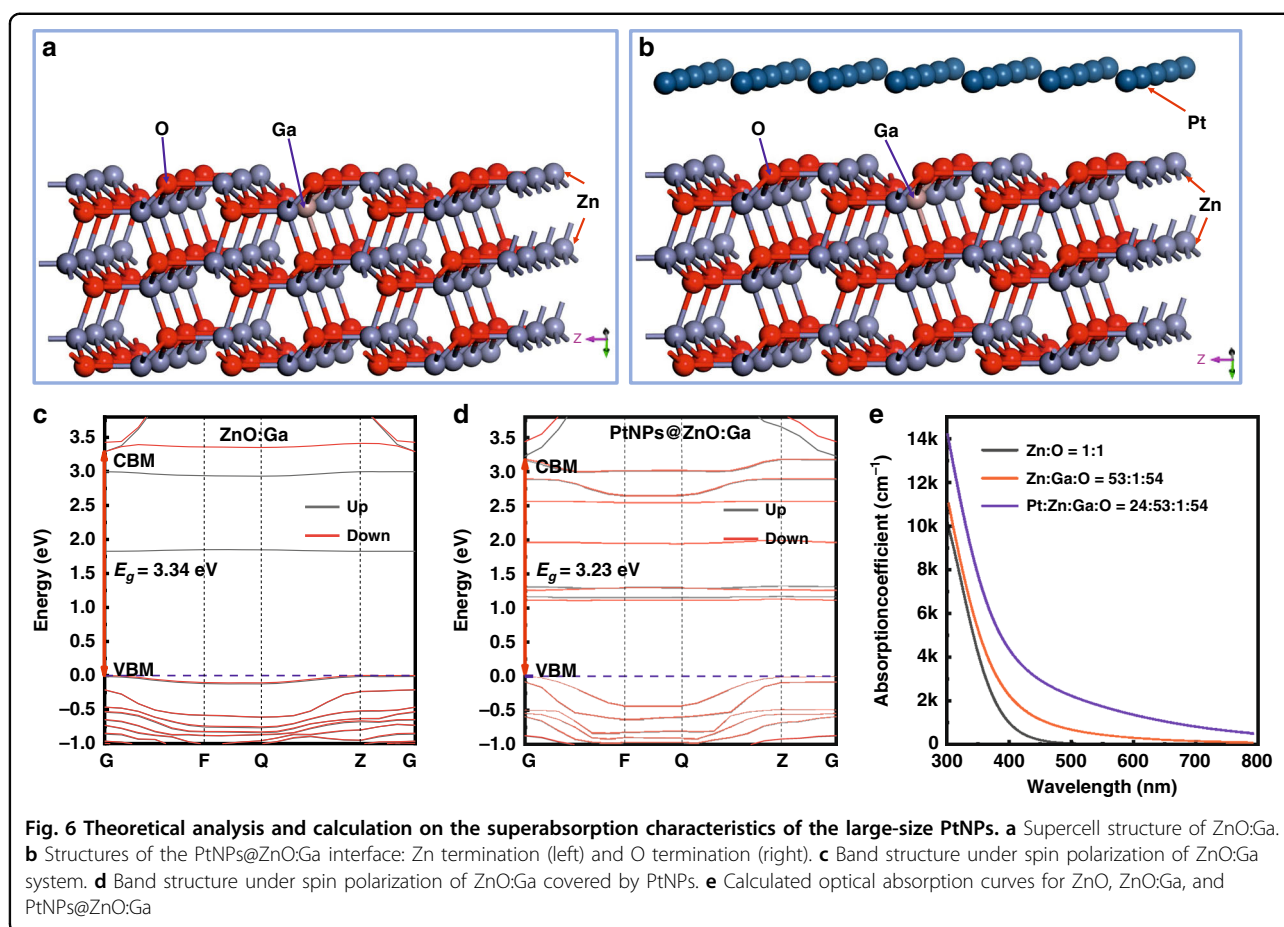 a
O
Ga
Zn
Z
b
Pt
O
Ga
Zn
Z
c
ZnO:Ga
CBM
Up
Down
E_g = 3.34 eV
VBM
Energy (eV)
3.5
3.0
2.5
2.0
1.5
1.0
0.5
0.0
−0.5
−1.0
G F Q Z G
d
PtNPs@ZnO:Ga
CBM
Up
Down
E_g = 3.23 eV
VBM
Energy (eV)
3.5
3.0
2.5
2.0
1.5
1.0
0.5
0.0
−0.5
−1.0
G F Q Z G
e
Zn:O = 1:1
Zn:Ga:O = 53:1:54
Pt:Zn:Ga:O = 24:53:1:54
Absorptioncoefficient (cm⁻¹)
14k
12k
10k
8k
6k
4k
2k
0
300 400 500 600 700 800
Wavelength (nm)
Fig. 6 Theoretical analysis and calculation on the superabsorption characteristics of the large-size PtNPs. a Supercell structure of ZnO:Ga.
b Structures of the PtNPs@ZnO:Ga interface: Zn termination (left) and O termination (right). c Band structure under spin polarization of ZnO:Ga
system. d Band structure under spin polarization of ZnO:Ga covered by PtNPs. e Calculated optical absorption curves for ZnO, ZnO:Ga, and
PtNPs@ZnO:Ga